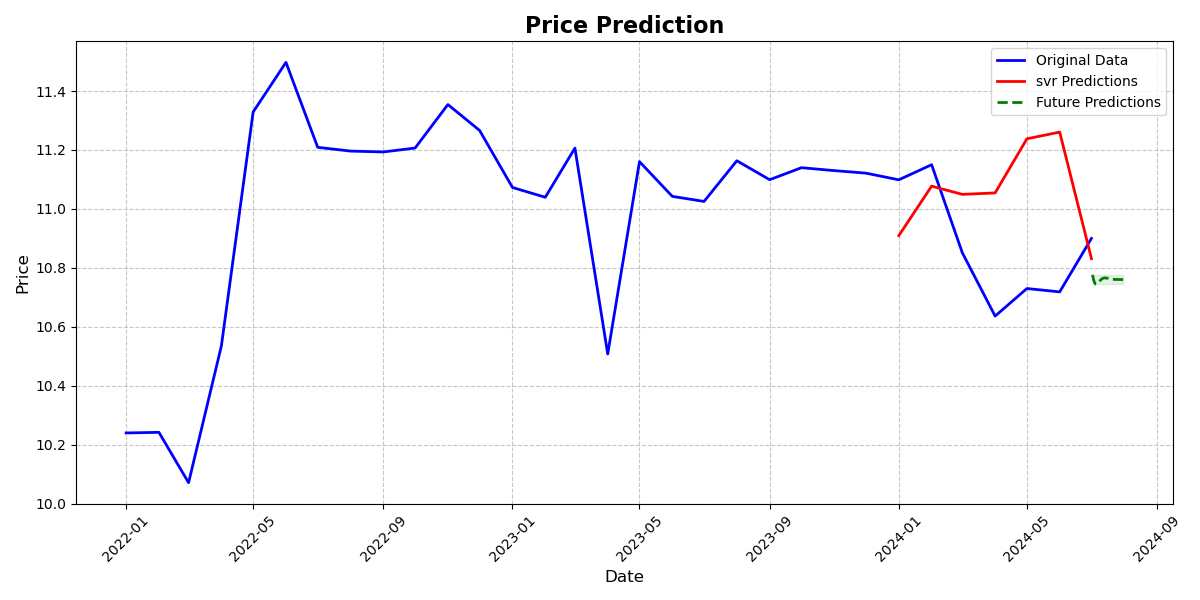 Price Prediction
Original Data
svr Predictions
Future Predictions
Price
11.4
11.2
11.0
10.8
10.6
10.4
10.2
10.0
2022-01
2022-05
2022-09
2023-01
2023-05
2023-09
2024-01
2024-05
2024-09
Date